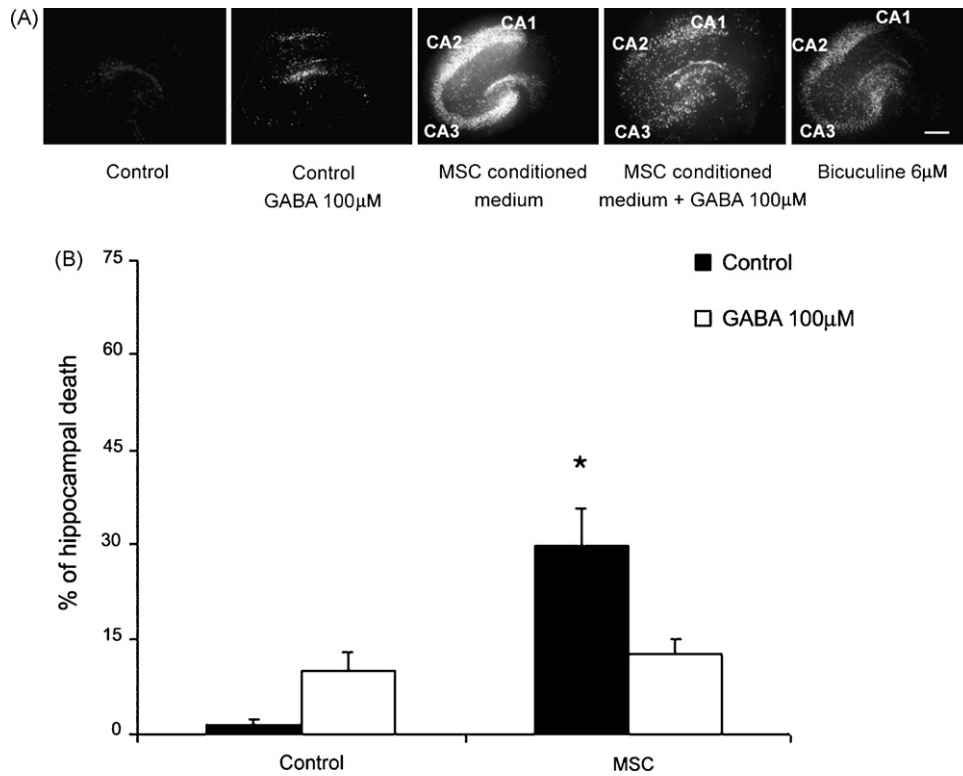 (A)
CA1
CA2
CA3
CA1
CA2
CA3
CA1
CA2
CA3
Control
Control
GABA 100μM
MSC conditioned
medium
MSC conditioned
medium + GABA 100μM
Bicuculine 6μM
(B)
75
60
45
30
15
0
% of hippocampal death
*
Control
GABA 100μM
Control
MSC